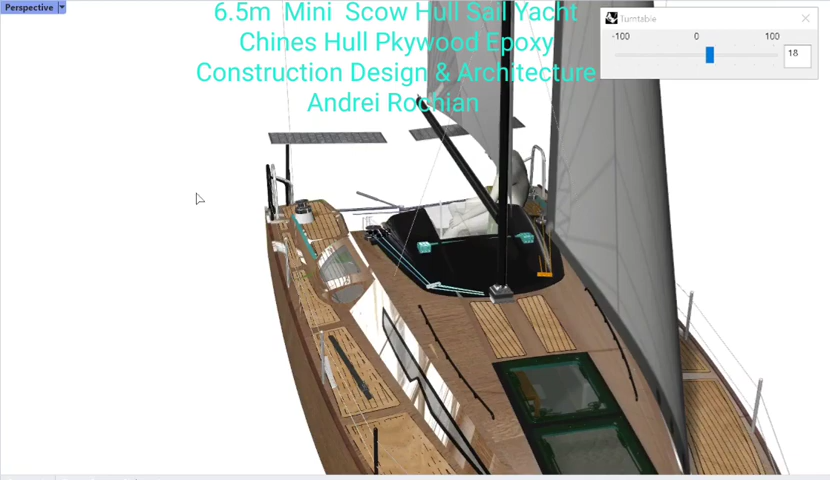 Perspective
6.5m Mini Scow Hull Sail Yacht
Chines Hull Pkywood Epoxy
Construction Design & Architecture
Andrei Rochian
Turntable
-100 0 100
18